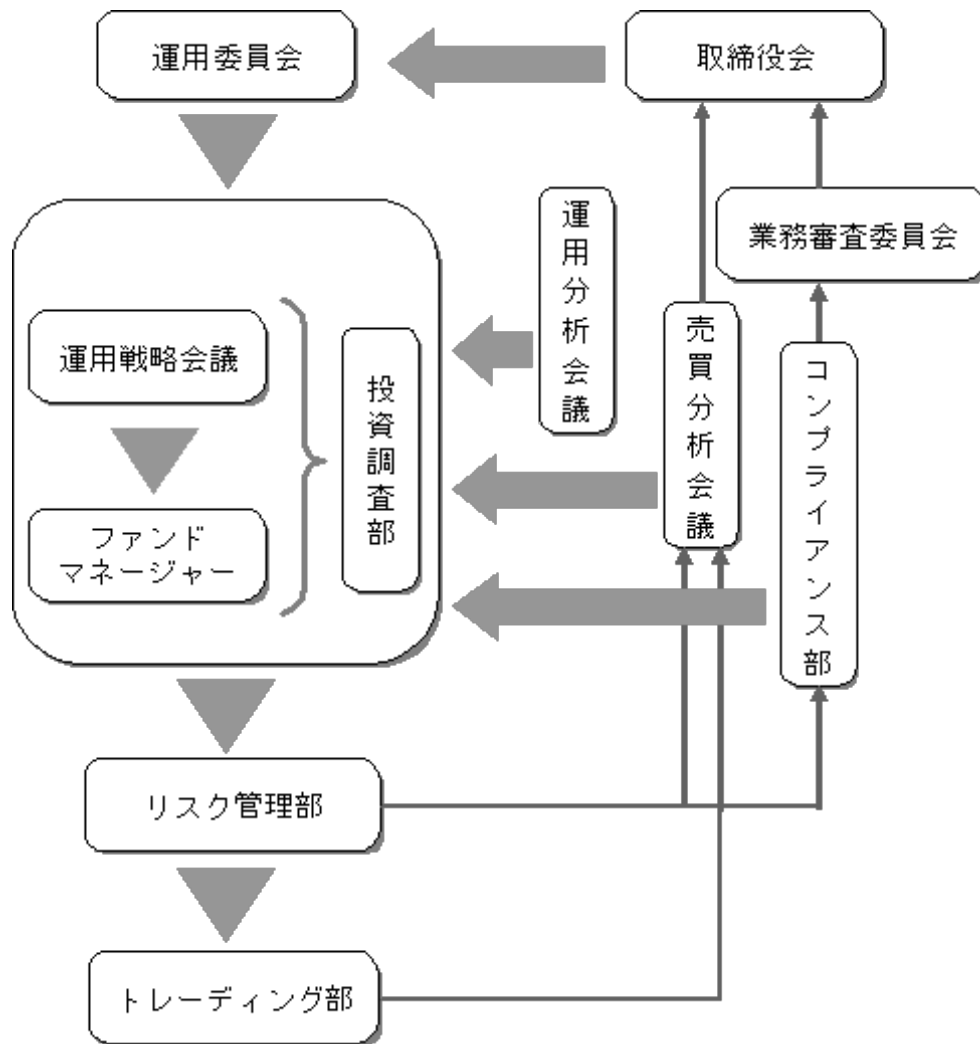 運用委員会
取締役会
運用分析会議
業務審査委員会
売買分析会議
コンプライアンス部
運用戦略会議
投資調査部
ファンド
マネージャー
リスク管理部
トレーディング部